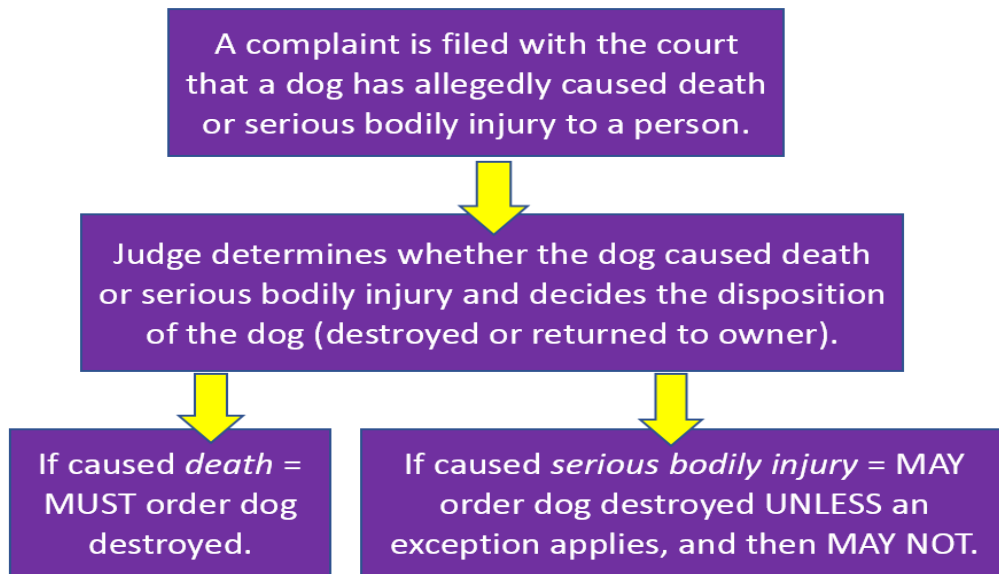 A complaint is filed with the court
that a dog has allegedly caused death
or serious bodily injury to a person.
Judge determines whether the dog caused death
or serious bodily injury and decides the disposition
of the dog (destroyed or returned to owner).
If caused death =
MUST order dog
destroyed.
If caused serious bodily injury = MAY
order dog destroyed UNLESS an
exception applies, and then MAY NOT.